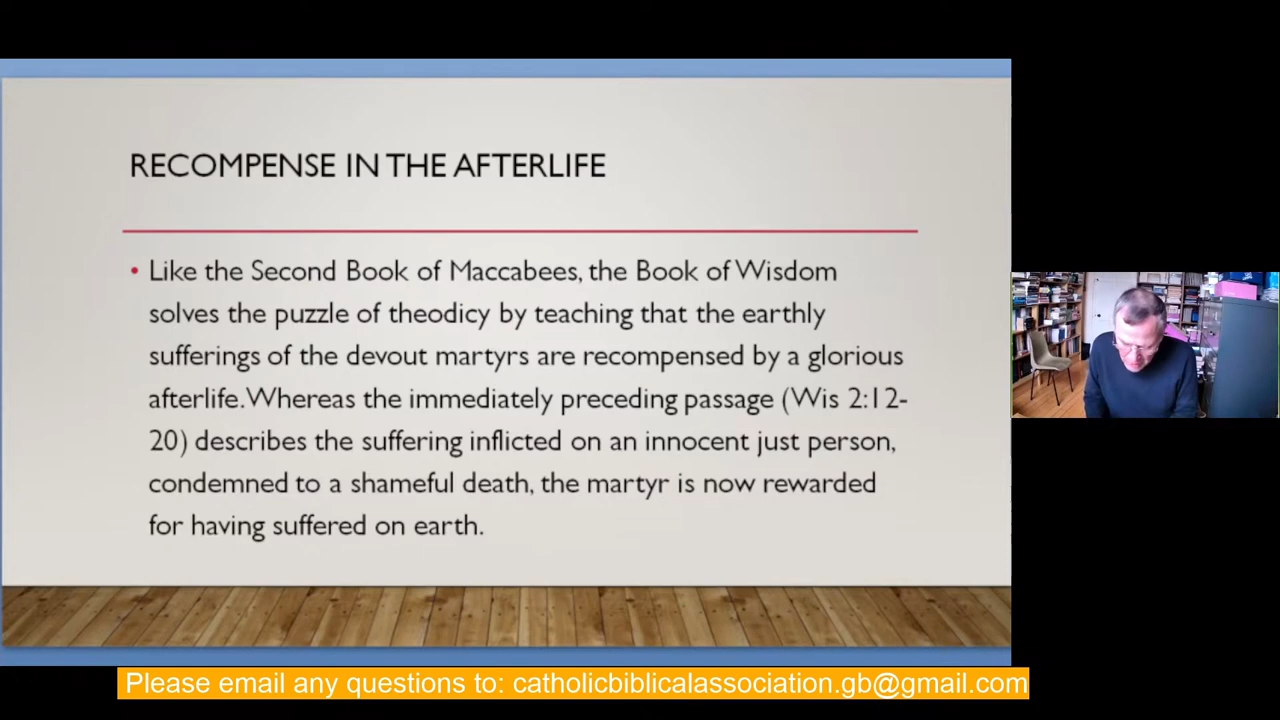 RECOMPENSE IN THE AFTERLIFE
• Like the Second Book of Maccabees, the Book of Wisdom
solves the puzzle of theodicy by teaching that the earthly
sufferings of the devout martyrs are recompensed by a glorious
afterlife. Whereas the immediately preceding passage (Wis 2:12-
20) describes the suffering inflicted on an innocent just person,
condemned to a shameful death, the martyr is now rewarded
for having suffered on earth.
Please email any questions to: catholicbiblicalassociation.gb@gmail.com